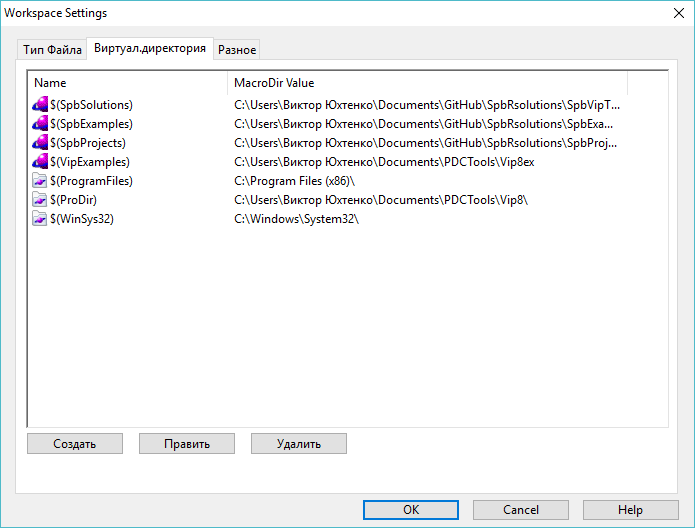 Workspace Settings
Тип Файла Виртуал.директория Разное
Name MacroDir Value
$(SpbSolutions) C:\Users\Виктор Юхтенко\Documents\GitHub\SpbRsolutions\SpbVipT...
$(SpbExamples) C:\Users\Виктор Юхтенко\Documents\GitHub\SpbRsolutions\SpbExa...
$(SpbProjects) C:\Users\Виктор Юхтенко\Documents\GitHub\SpbRsolutions\SpbProj...
$(VipExamples) C:\Users\Виктор Юхтенко\Documents\PDCTools\Vip8ex
$(ProgramFiles) C:\Program Files (x86)\
$(ProDir) C:\Users\Виктор Юхтенко\Documents\PDCTools\Vip8\
$(WinSys32) C:\Windows\System32\
Создать Править Удалить
OK Cancel Help